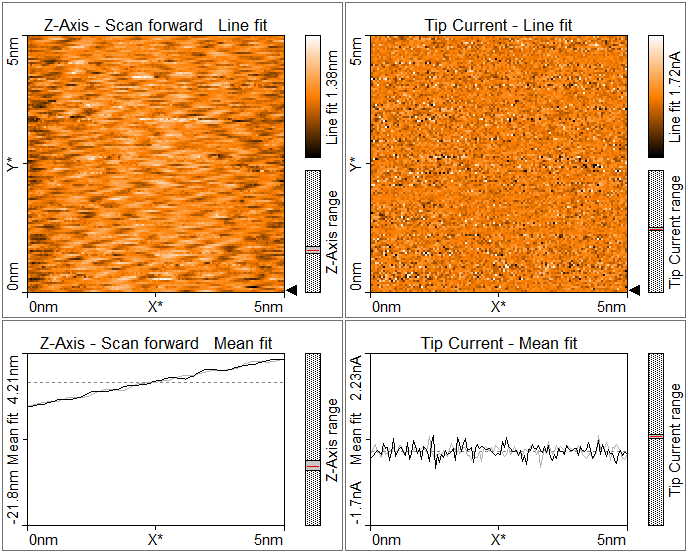 Z-Axis - Scan forward   Line fit
5nm
Y*
0nm
0nm
X*
5nm
Line fit 1.38nm
Z-Axis range
Tip Current - Line fit
5nm
Y*
0nm
0nm
X*
5nm
Line fit 1.72nA
Tip Current range
Z-Axis - Scan forward   Mean fit
-21.8nm   Mean fit   4.21nm
0nm
X*
5nm
Z-Axis range
Tip Current - Mean fit
-1.7nA   Mean fit   2.23nA
0nm
X*
5nm
Tip Current range